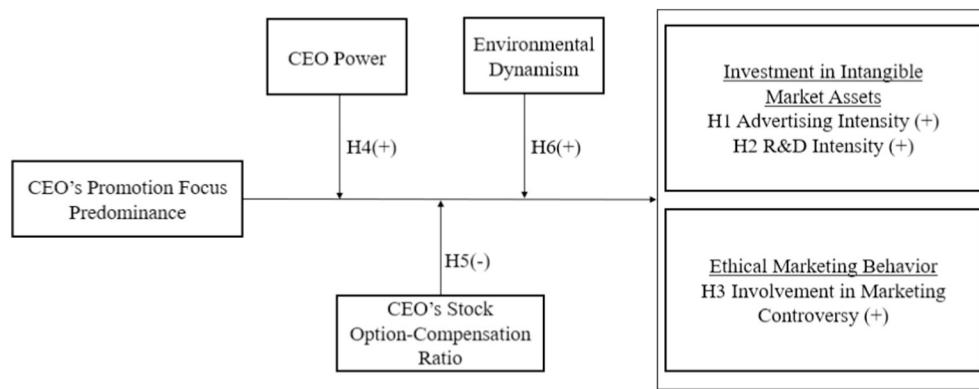 CEO Power
Environmental
Dynamism
Investment in Intangible
Market Assets
H1 Advertising Intensity (+)
H2 R&D Intensity (+)
H4(+)
H6(+)
CEO's Promotion Focus
Predominance
H5(-)
Ethical Marketing Behavior
H3 Involvement in Marketing
Controversy (+)
CEO's Stock
Option-Compensation
Ratio